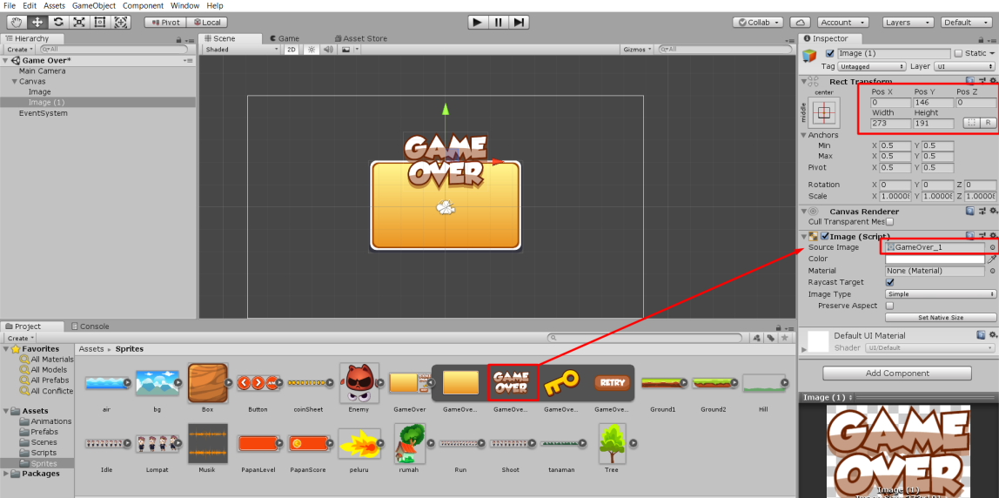 File Edit Assets GameObject Component Window Help
Pivot Local Collab Account Layers Default
Hierarchy
Create All
Game Over*
Main Camera
Canvas
Image
Image (1)
EventSystem
Scene Game Asset Store
Shaded 2D Gizmos All
GAME
OVER
Inspector
Image (1) Static
Tag Untagged Layer UI
Rect Transform
center
middle
Pos X Pos Y Pos Z
0 146 0
Width Height
273 191 R
Anchors
Min X 0.5 Y 0.5
Max X 0.5 Y 0.5
Pivot X 0.5 Y 0.5
Rotation X 0 Y 0 Z 0
Scale X 1.00008 Y 1.00008 Z 1.00008
Canvas Renderer
Cull Transparent Mes
Image (Script)
Source Image GameOver_1
Color
Material None (Material)
Raycast Target
Image Type Simple
Preserve Aspect
Set Native Size
Default UI Material
Shader UI/Default
Add Component
Image (1)
GAME
OVER
Image (1)
Project Console
Create
Favorites
All Materials
All Models
All Prefabs
All Conflicte
Assets
Animations
Prefabs
Scenes
Scripts
Sprites
Packages
Assets Sprites
GAME
OVER
RETRY
air bg Box Button coinSheet Enemy GameOver GameOve... GameOve... GameOve... GameOve... Ground1 Ground2 Hill
Idle Lompat Musik PapanLevel PapanScore peluru rumah Run Shoot tanaman Tree